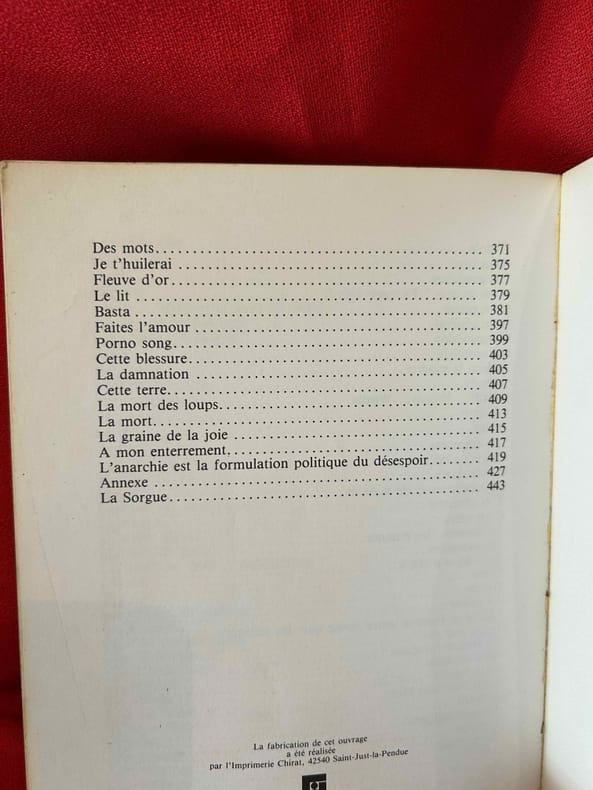 Des mots.................................................. 371
Je t'huilerai .............................................. 375
Fleuve d'or................................................ 377
Le lit ..................................................... 379
Basta ..................................................... 381
Faites l'amour ............................................ 397
Porno song................................................ 399
Cette blessure............................................. 403
La damnation ............................................. 405
Cette terre................................................ 407
La mort des loups......................................... 409
La mort................................................... 413
La graine de la joie ....................................... 415
A mon enterrement........................................ 417
L'anarchie est la formulation politique du désespoir........ 419
Annexe ................................................... 427
La Sorgue................................................. 443
La fabrication de cet ouvrage
a été réalisée
par l'Imprimerie Chirat, 42540 Saint-Just-la-Pendue